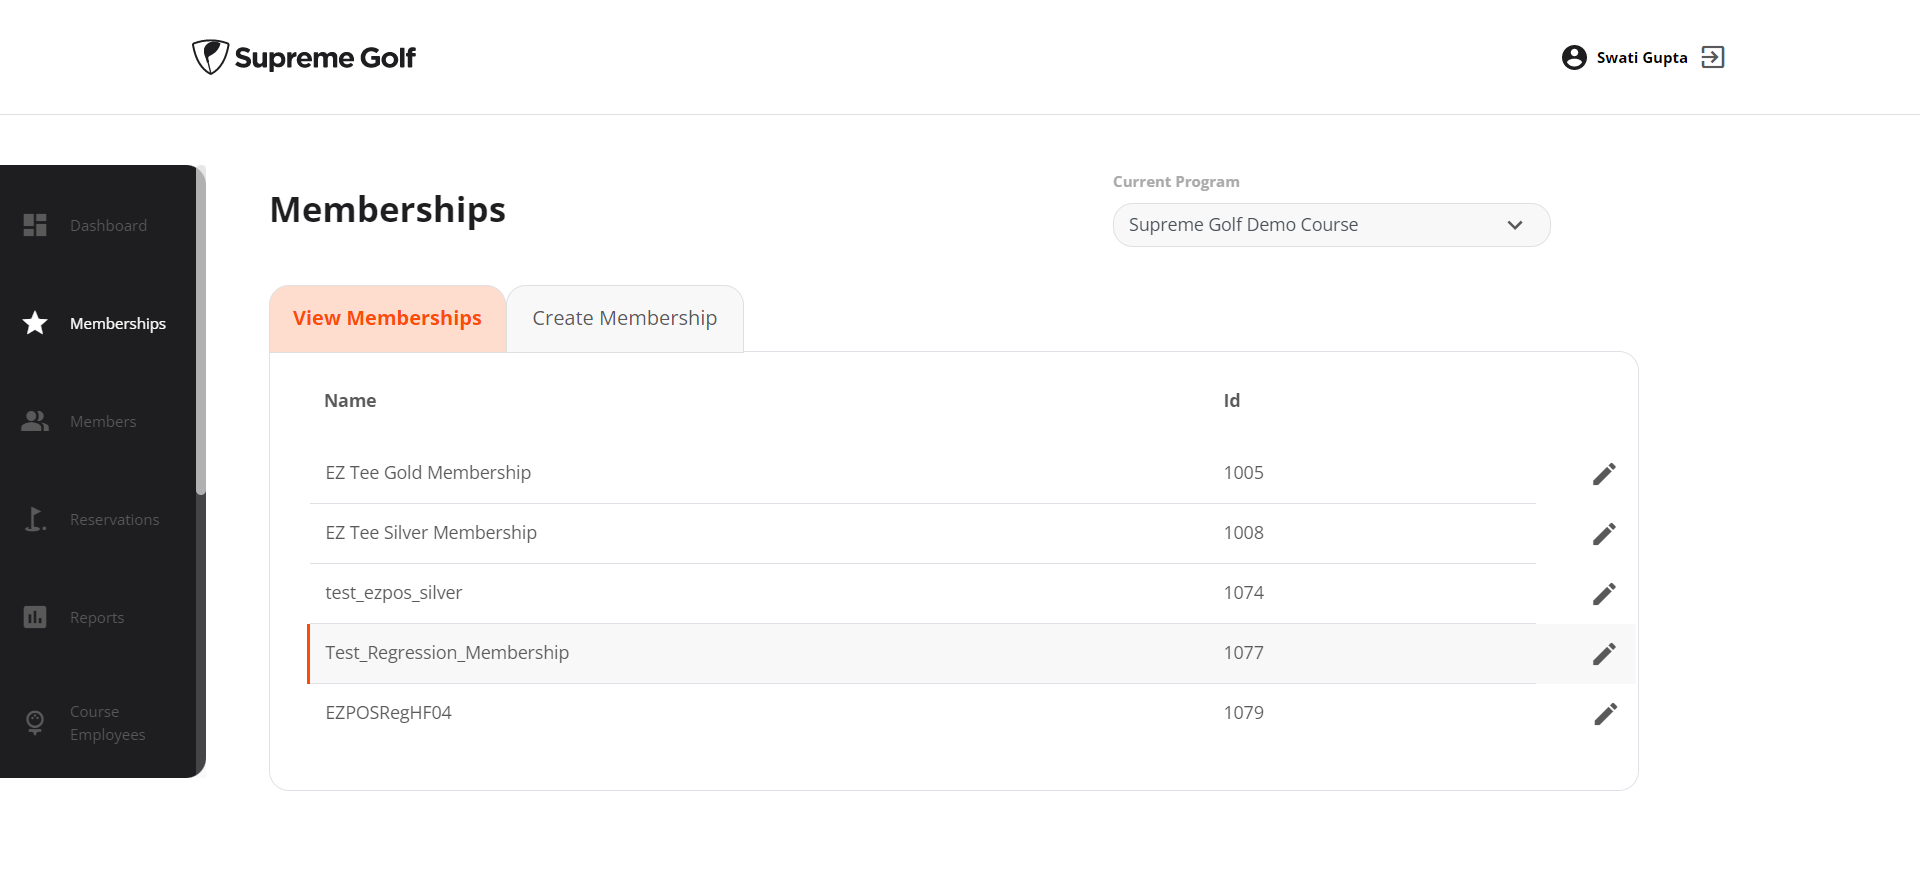 Supreme Golf
Swati Gupta
Dashboard
Memberships
Members
Reservations
Reports
Course
Employees
Memberships
Current Program
Supreme Golf Demo Course
View Memberships
Create Membership
Name Id
EZ Tee Gold Membership 1005
EZ Tee Silver Membership 1008
test_ezpos_silver 1074
Test_Regression_Membership 1077
EZPOSRegHF04 1079